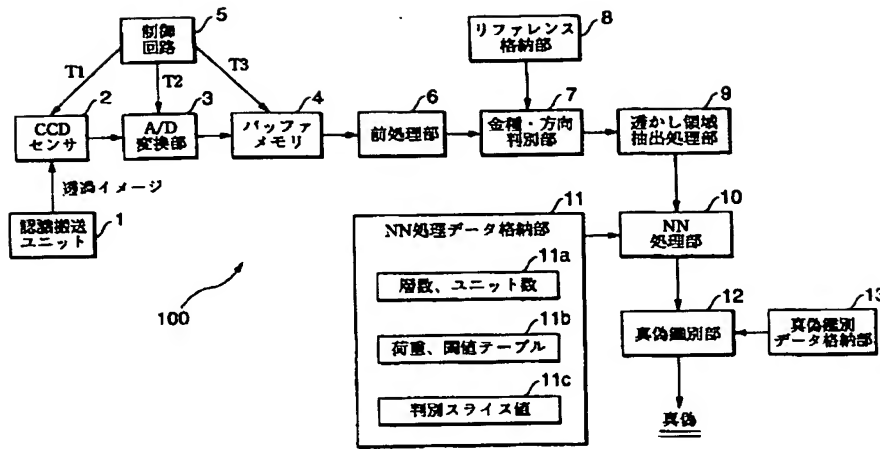 5
制御
回路
T1
T2
T3
2
CCD
センサ
3
A/D
変換部
4
バッファ
メモリ
6
前処理部
8
リファレンス
格納部
7
金種・方向
判別部
9
透かし領域
抽出処理部
透過イメージ
1
認識搬送
ユニット
100
11
NN処理データ格納部
11a
層数、ユニット数
11b
荷重、閾値テーブル
11c
判別スライス値
10
NN
処理部
12
真偽鑑別部
13
真偽鑑別
データ格納部
真偽